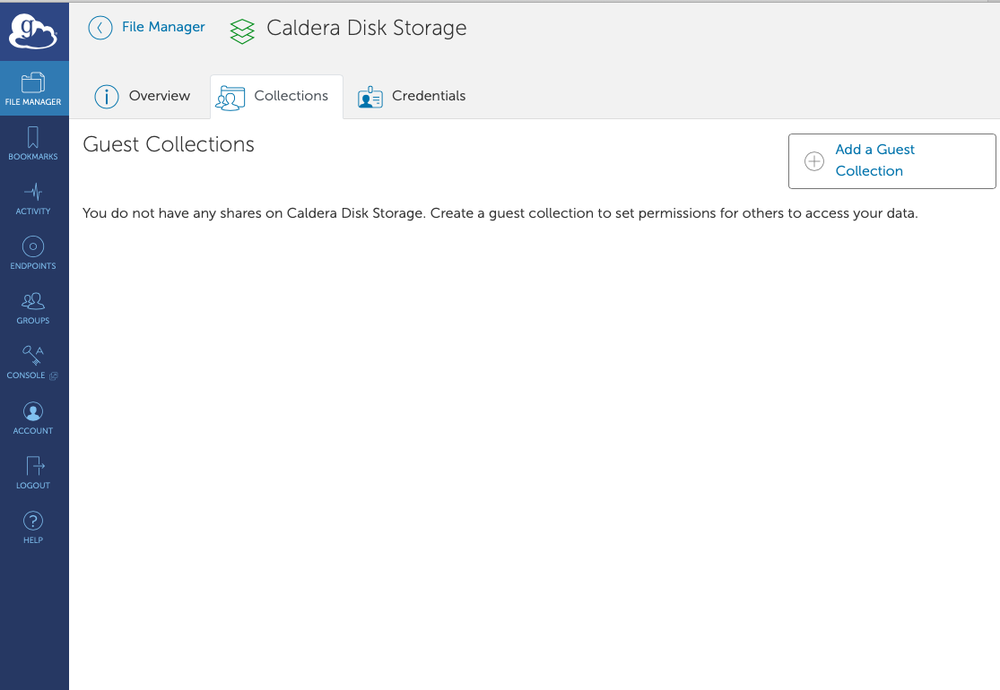 g
File Manager
Caldera Disk Storage
FILE MANAGER
Overview
Collections
Credentials
BOOKMARKS
ACTIVITY
ENDPOINTS
GROUPS
A
CONSOLE
ACCOUNT
LOGOUT
?
HELP
Guest Collections
Add a Guest
Collection
You do not have any shares on Caldera Disk Storage. Create a guest collection to set permissions for others to access your data.